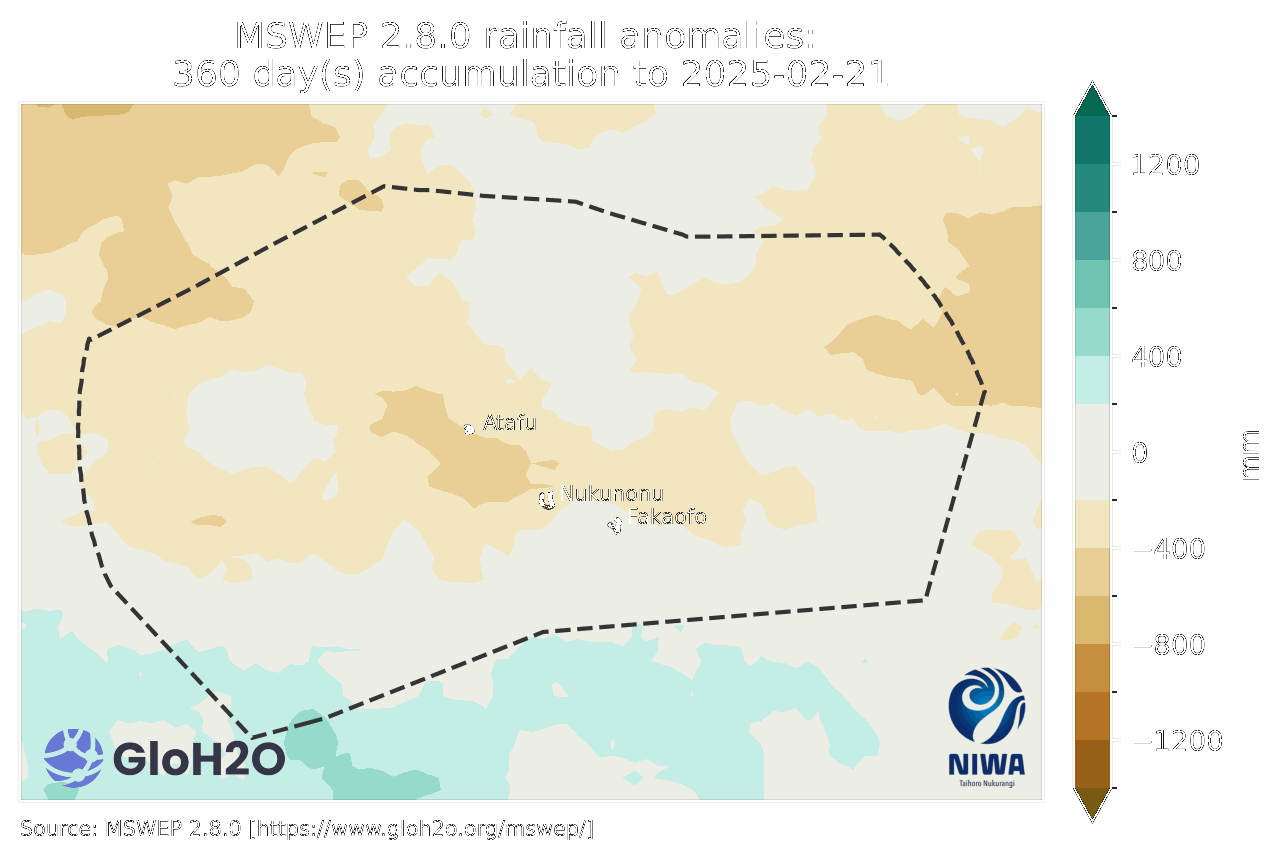 MSWEP 2.8.0 rainfall anomalies:
360 day(s) accumulation to 2025-02-21
1200
800
400
0
−400
−800
−1200
mm
Atafu
Nukunonu
Fakaofo
GloH2O
NIWA
Taihoro Nukurangi
Source: MSWEP 2.8.0 [https://www.gloh2o.org/mswep/]